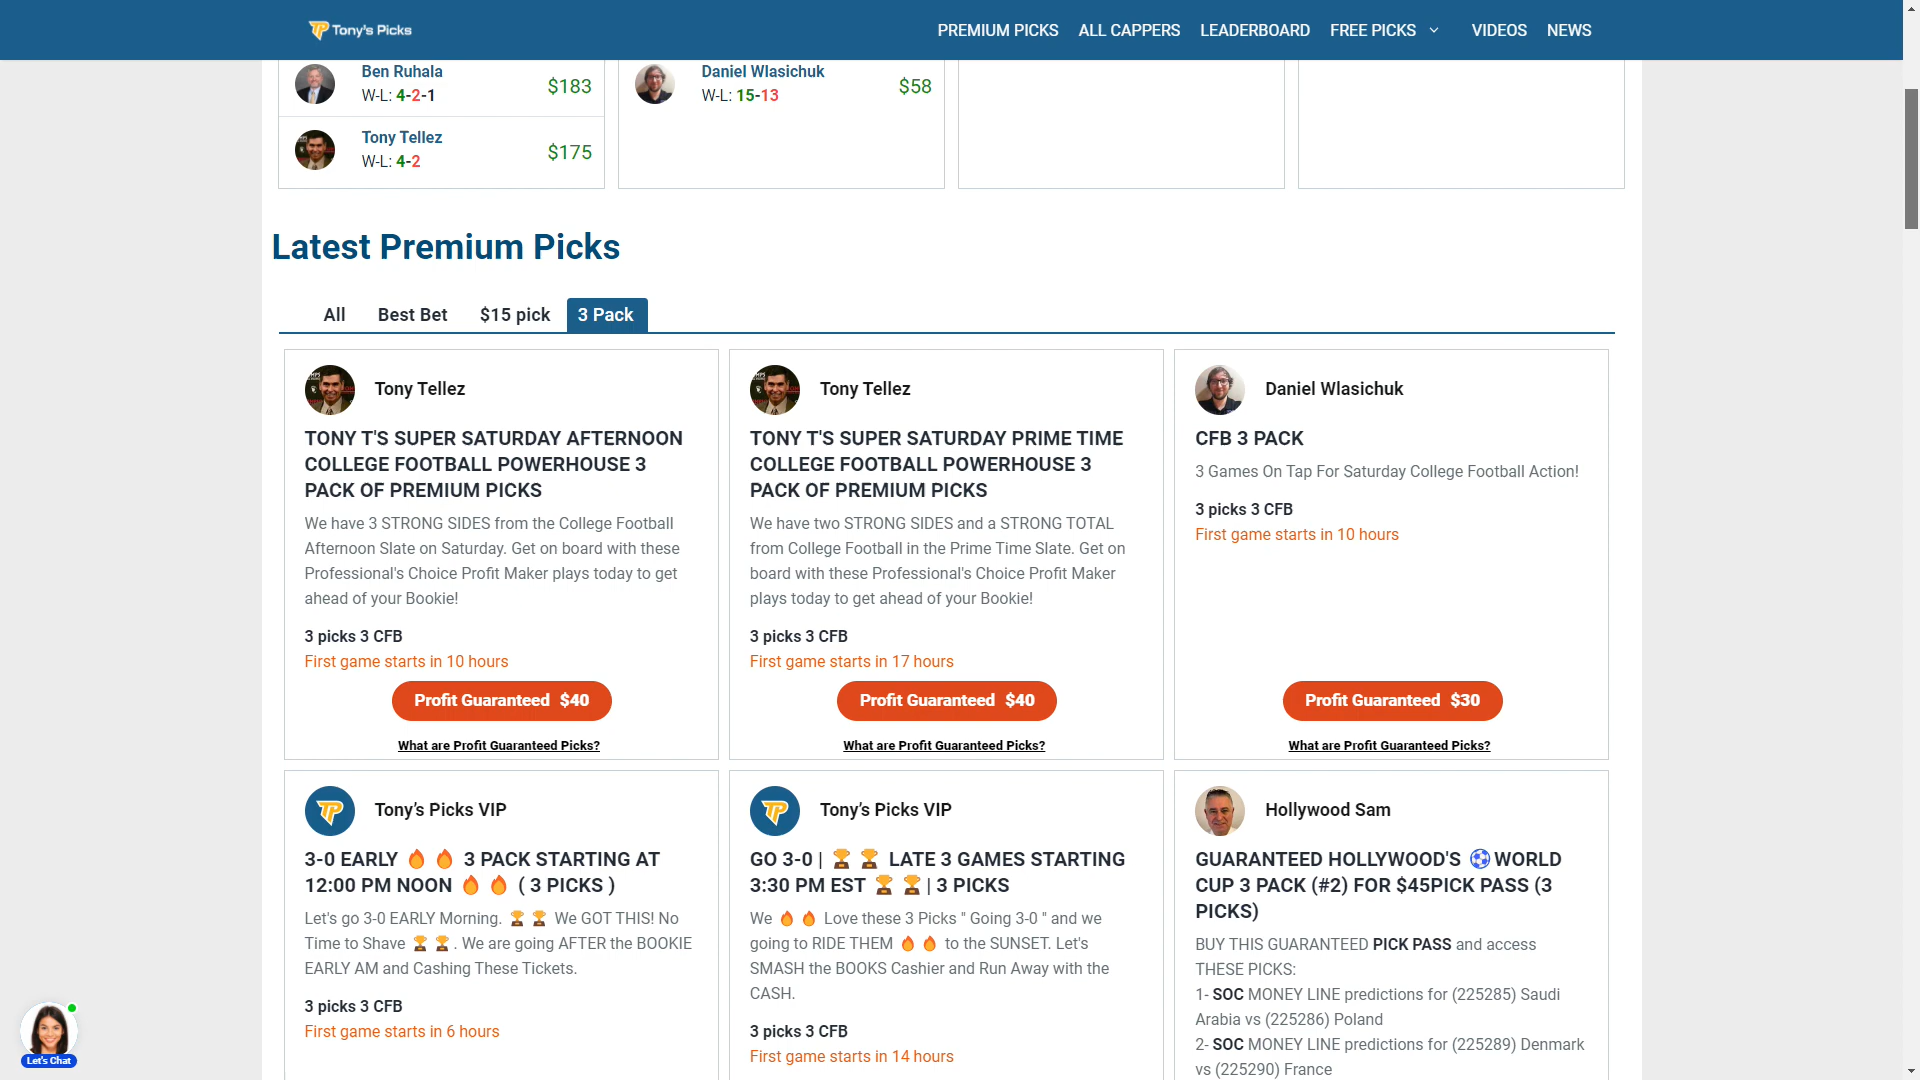 Tony's Picks
PREMIUM PICKS
ALL CAPPERS
LEADERBOARD
FREE PICKS
VIDEOS
NEWS
Ben Ruhala
W-L: 4-2-1
$183
Tony Tellez
W-L: 4-2
$175
Daniel Wlasichuk
W-L: 15-13
$58
Latest Premium Picks
All
Best Bet
$15 pick
3 Pack
Tony Tellez
TONY T'S SUPER SATURDAY AFTERNOON
COLLEGE FOOTBALL POWERHOUSE 3
PACK OF PREMIUM PICKS
We have 3 STRONG SIDES from the College Football
Afternoon Slate on Saturday. Get on board with these
Professional's Choice Profit Maker plays today to get
ahead of your Bookie!
3 picks 3 CFB
First game starts in 10 hours
Profit Guaranteed $40
What are Profit Guaranteed Picks?
Tony Tellez
TONY T'S SUPER SATURDAY PRIME TIME
COLLEGE FOOTBALL POWERHOUSE 3
PACK OF PREMIUM PICKS
We have two STRONG SIDES and a STRONG TOTAL
from College Football in the Prime Time Slate. Get on
board with these Professional's Choice Profit Maker
plays today to get ahead of your Bookie!
3 picks 3 CFB
First game starts in 17 hours
Profit Guaranteed $40
What are Profit Guaranteed Picks?
Daniel Wlasichuk
CFB 3 PACK
3 Games On Tap For Saturday College Football Action!
3 picks 3 CFB
First game starts in 10 hours
Profit Guaranteed $30
What are Profit Guaranteed Picks?
Tony's Picks VIP
3-0 EARLY 🔥 🔥 3 PACK STARTING AT
12:00 PM NOON 🔥 🔥 ( 3 PICKS )
Let's go 3-0 EARLY Morning. 🏆 🏆 We GOT THIS! No
Time to Shave 🏆 🏆 . We are going AFTER the BOOKIE
EARLY AM and Cashing These Tickets.
3 picks 3 CFB
First game starts in 6 hours
Tony's Picks VIP
GO 3-0 | 🏆 🏆 LATE 3 GAMES STARTING
3:30 PM EST 🏆 🏆 | 3 PICKS
We 🔥 🔥 Love these 3 Picks " Going 3-0 " and we
going to RIDE THEM 🔥 🔥 to the SUNSET. Let's
SMASH the BOOKS Cashier and Run Away with the
CASH.
3 picks 3 CFB
First game starts in 14 hours
Hollywood Sam
GUARANTEED HOLLYWOOD'S ⚽WORLD
CUP 3 PACK (#2) FOR $45PICK PASS (3
PICKS)
BUY THIS GUARANTEED PICK PASS and access
THESE PICKS:
1- SOC MONEY LINE predictions for (225285) Saudi
Arabia vs (225286) Poland
2- SOC MONEY LINE predictions for (225289) Denmark
vs (225290) France
Let's Chat